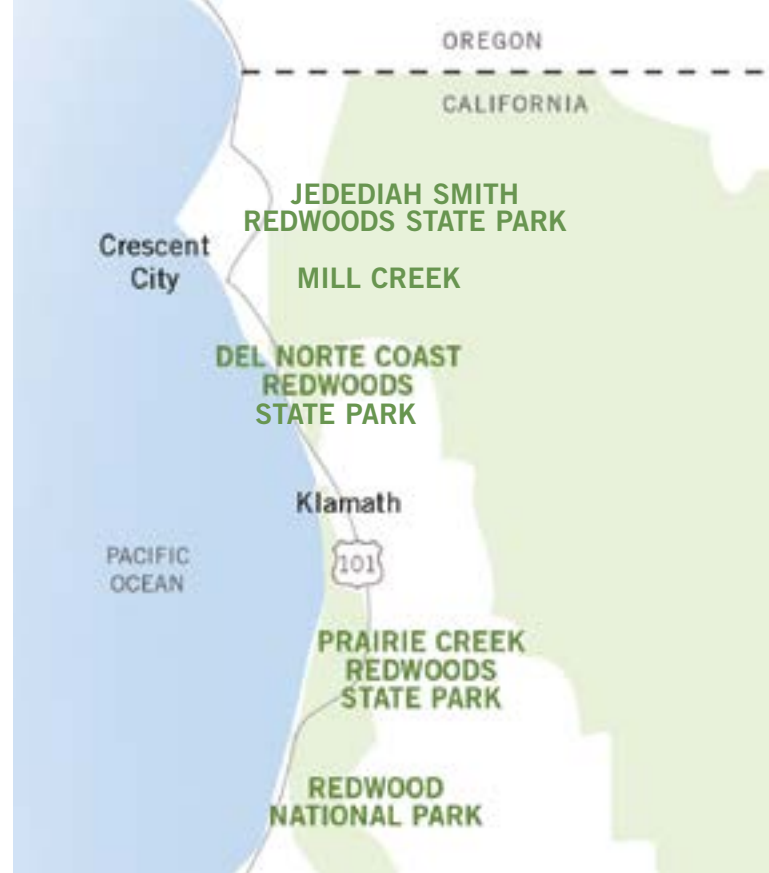 OREGON
CALIFORNIA
JEDEDIAH SMITH
REDWOODS STATE PARK
Crescent
City
MILL CREEK
DEL NORTE COAST
REDWOODS
STATE PARK
Klamath
101
PACIFIC
OCEAN
PRAIRIE CREEK
REDWOODS
STATE PARK
REDWOOD
NATIONAL PARK